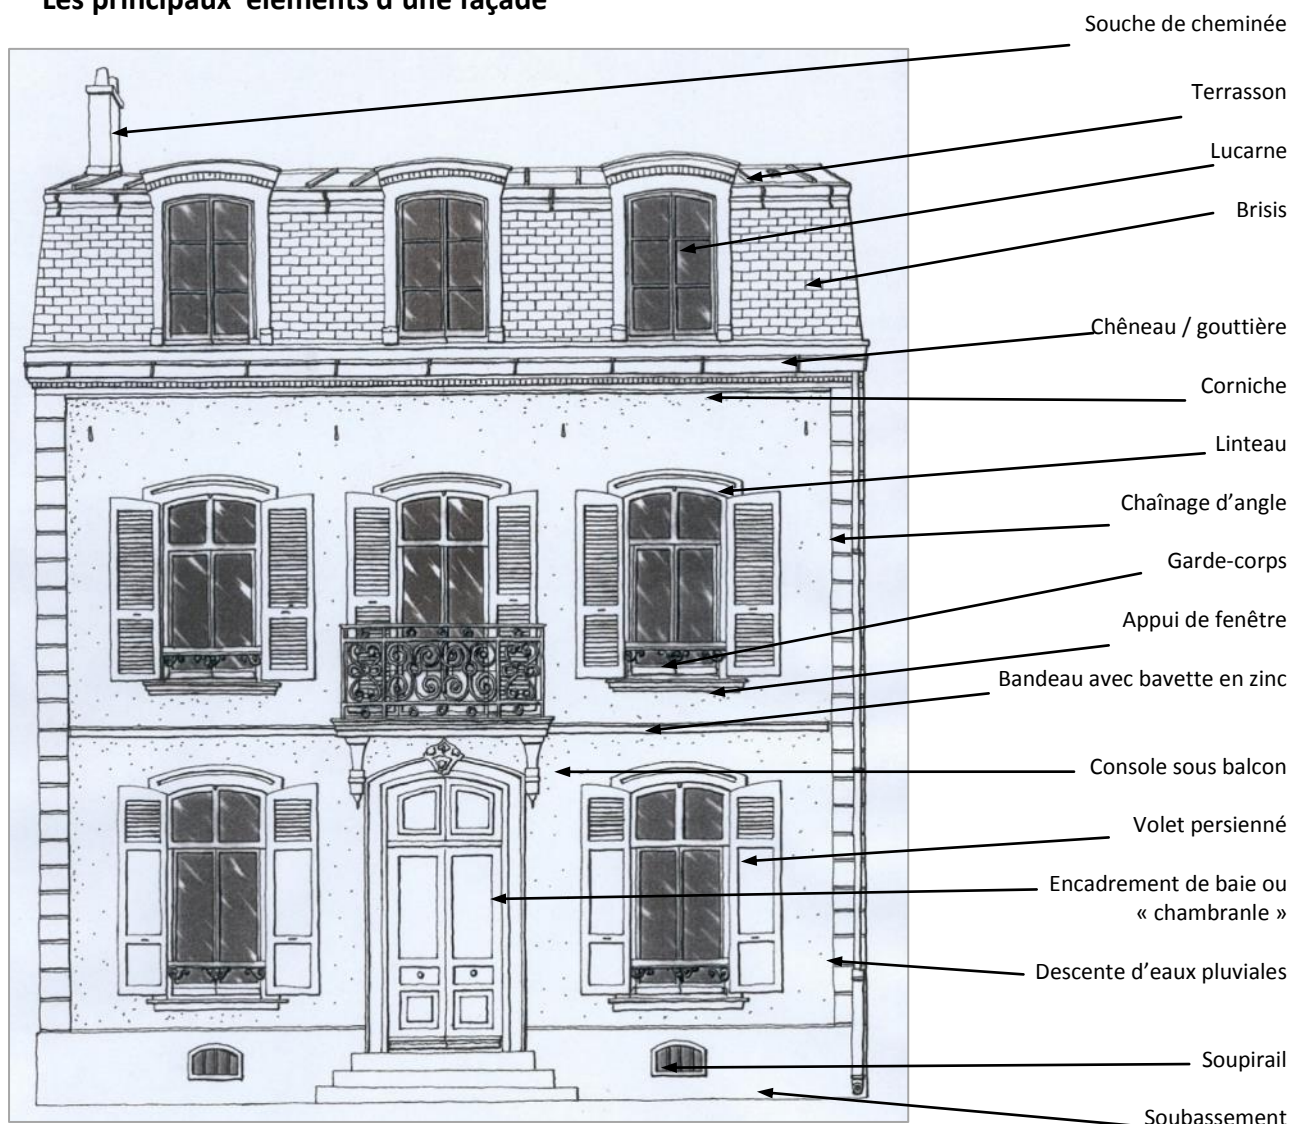 Les principaux éléments d'une façade
Souche de cheminée
Terrasson
Lucarne
Brisis
Chêneau / gouttière
Corniche
Linteau
Chaînage d’angle
Garde-corps
Appui de fenêtre
Bandeau avec bavette en zinc
Console sous balcon
Volet persienné
Encadrement de baie ou
« chambranle »
Descente d’eaux pluviales
Soupirail
Soubassement